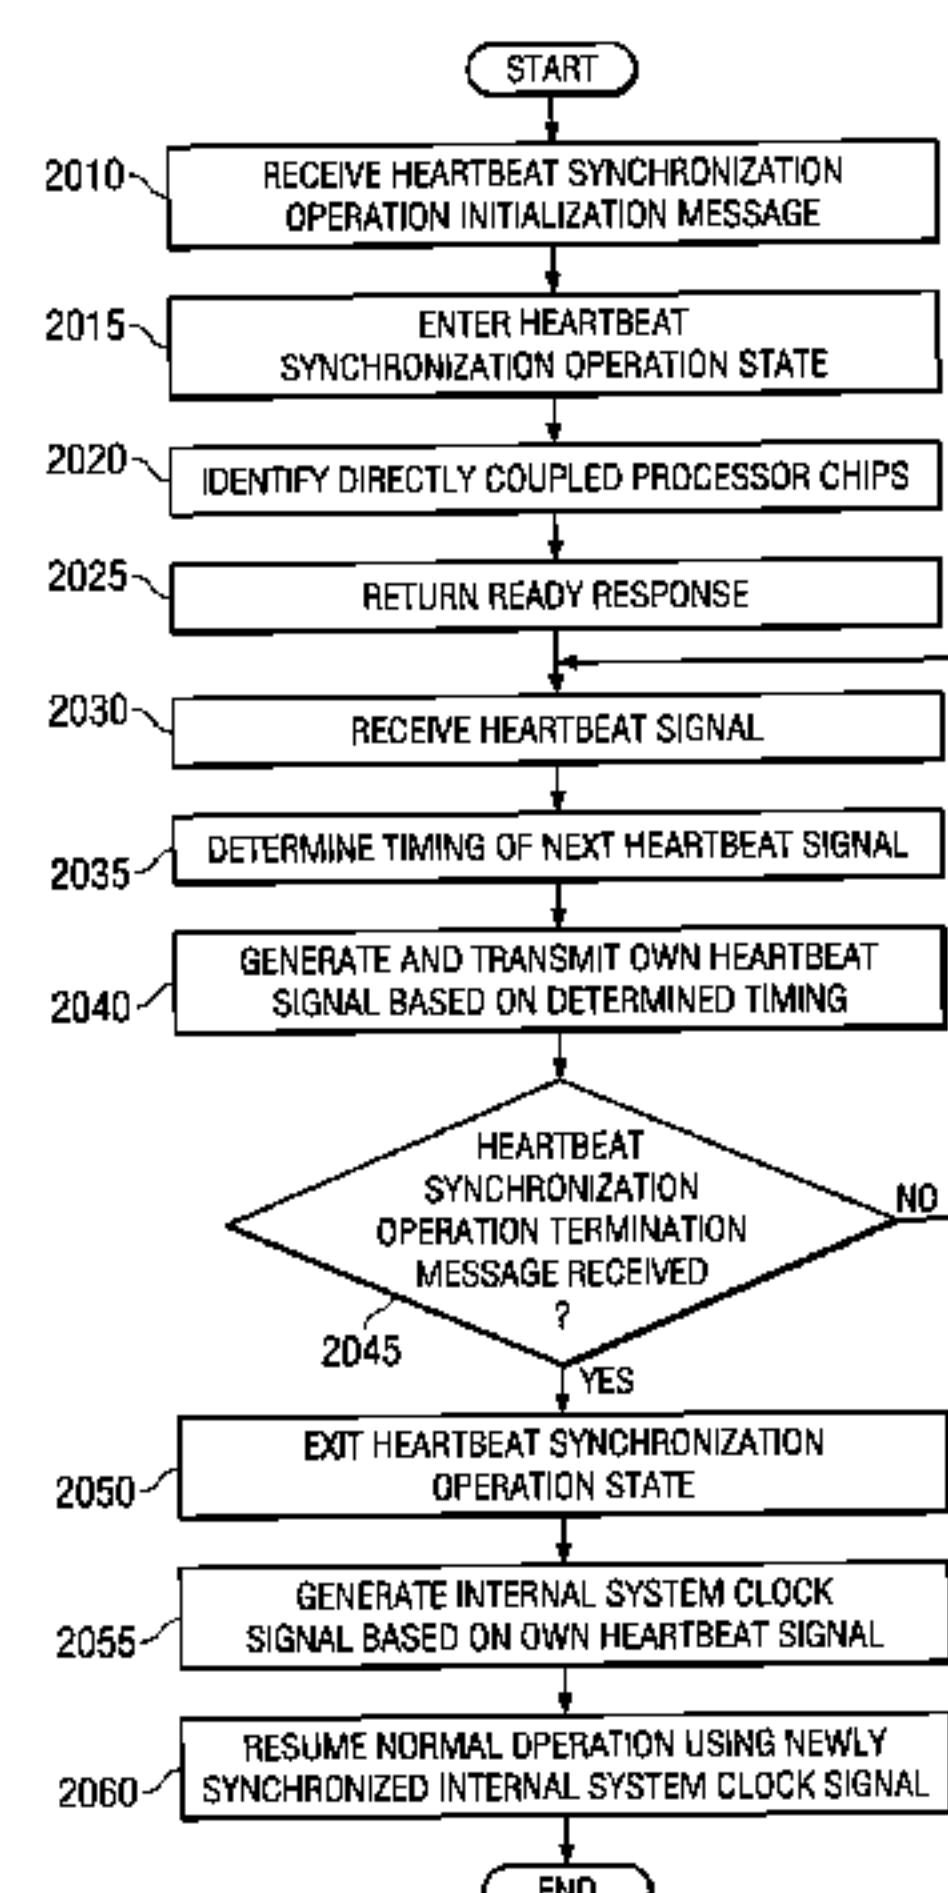 START
2010
RECEIVE HEARTBEAT SYNCHRONIZATION
OPERATION INITIALIZATION MESSAGE
2015
ENTER HEARTBEAT
SYNCHRONIZATION OPERATION STATE
2020
IDENTIFY DIRECTLY COUPLED PROCESSOR CHIPS
2025
RETURN READY RESPONSE
2030
RECEIVE HEARTBEAT SIGNAL
2035
DETERMINE TIMING OF NEXT HEARTBEAT SIGNAL
2040
GENERATE AND TRANSMIT OWN HEARTBEAT
SIGNAL BASED ON DETERMINED TIMING
HEARTBEAT
SYNCHRONIZATION
OPERATION TERMINATION
MESSAGE RECEIVED
?
NO
2045
YES
2050
EXIT HEARTBEAT SYNCHRONIZATION
OPERATION STATE
2055
GENERATE INTERNAL SYSTEM CLOCK
SIGNAL BASED ON OWN HEARTBEAT SIGNAL
2060
RESUME NORMAL OPERATION USING NEWLY
SYNCHRONIZED INTERNAL SYSTEM CLOCK SIGNAL
END